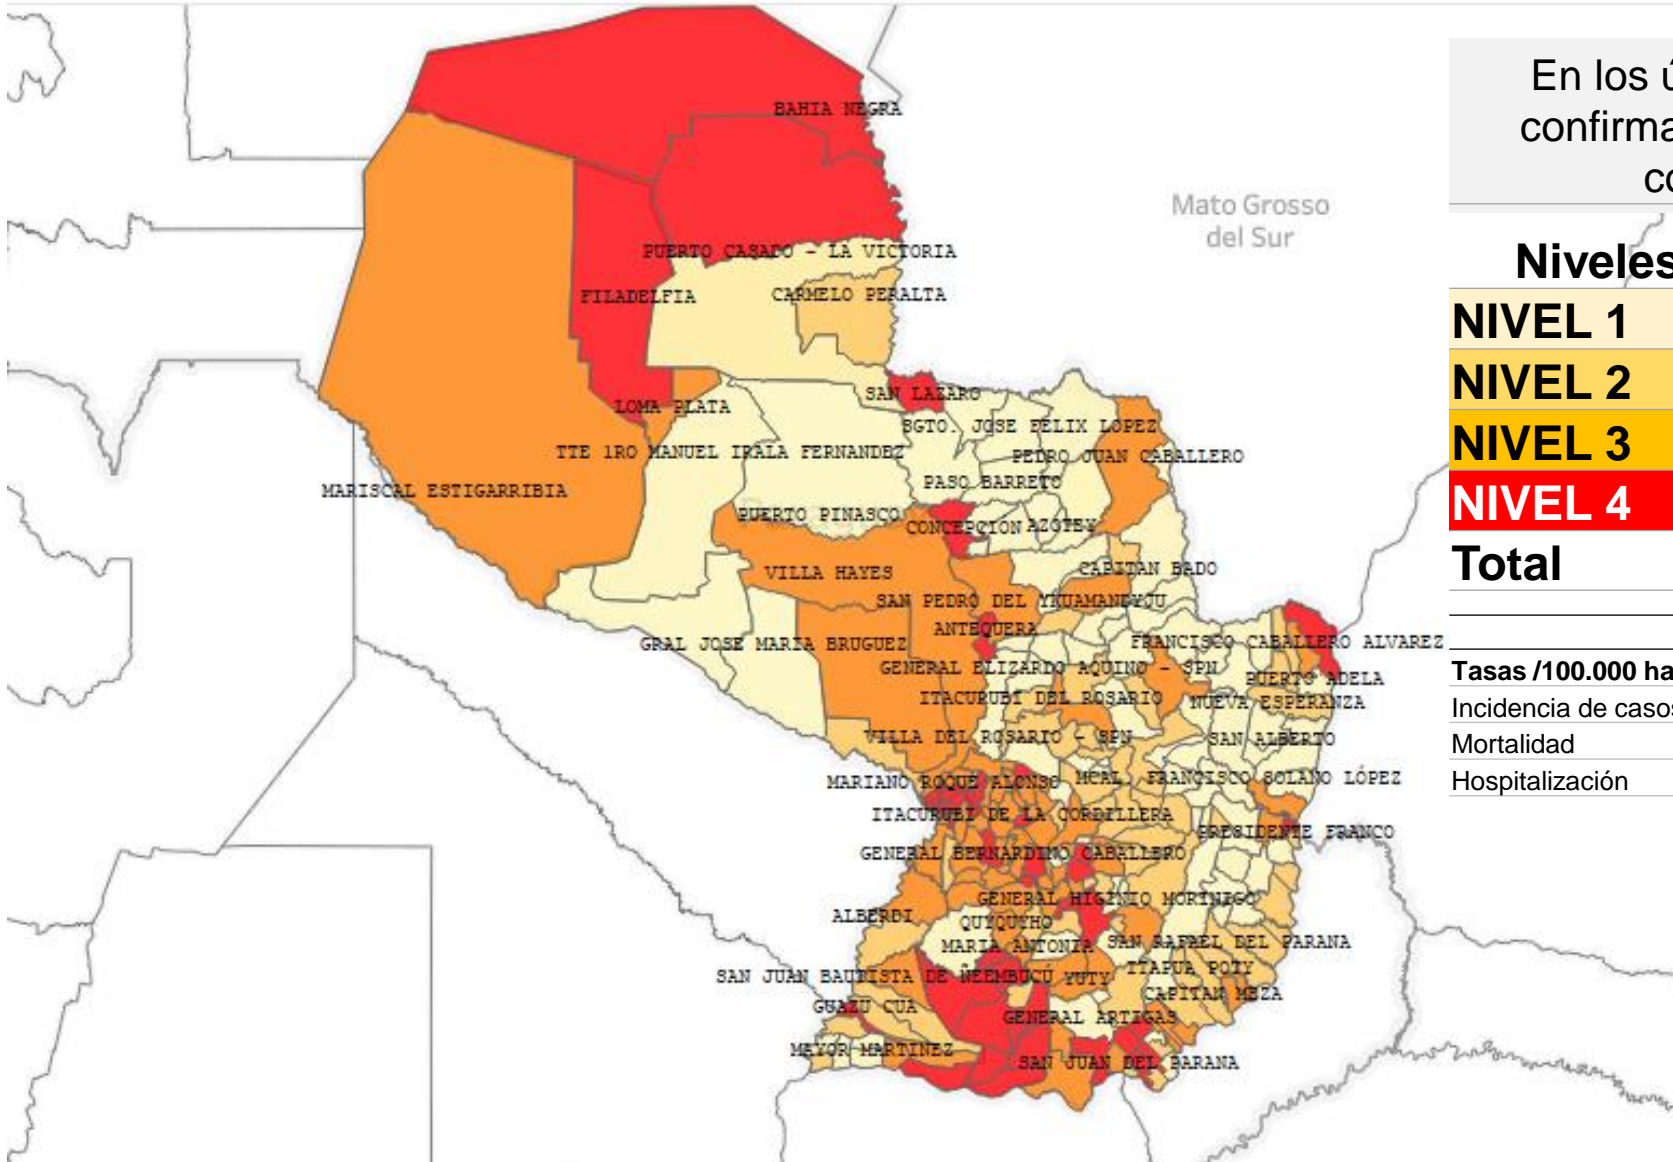 En los
confirma
co
Mato Grosso
del Sur
Niveles
NIVEL 1
NIVEL 2
NIVEL 3
NIVEL 4
Total
Tasas /100.000 ha
Incidencia de casos
Mortalidad
Hospitalización
BAHIA NEGRA
PUERTO CASADO - LA VICTORIA
FILADELFIA
CARMELO PERALTA
SAN LAZARO
LOMA PLATA
SGTO. JOSE FELIX LOPEZ
TTE 1RO MANUEL IRALA FERNANDEZ
PEDRO JUAN CABALLERO
PASO BARRETO
MARISCAL ESTIGARRIBIA
PUERTO PINASCO
CONCEPCION
AZOTEY
VILLA HAYES
CAPITAN BADO
SAN PEDRO DEL YKUAMANDYJU
ANTEQUERA
GRAL JOSE MARIA BRUGUEZ
FRANCISCO CABALLERO ALVAREZ
GENERAL ELIZARDO AQUINO - SPN
PUERTO ADELA
ITACURUBI DEL ROSARIO
NUEVA ESPERANZA
VILLA DEL ROSARIO - SPN
SAN ALBERTO
MARIANO ROQUE ALONSO
MCAL. FRANCISCO SOLANO LÓPEZ
ITACURUBI DE LA CORDILLERA
PRESIDENTE FRANCO
GENERAL BERNARDINO CABALLERO
GENERAL HIGINIO MORINIGO
ALBERDI
QUYQUYHO
MARIA ANTONIA
SAN RAFAEL DEL PARANA
SAN JUAN BAUTISTA DE ÑEEMBUCÚ
YUTY
ITAPUA POTY
CAPITAN MEZA
GUAZU CUA
GENERAL ARTIGAS
MAYOR MARTINEZ
SAN JUAN DEL PARANA